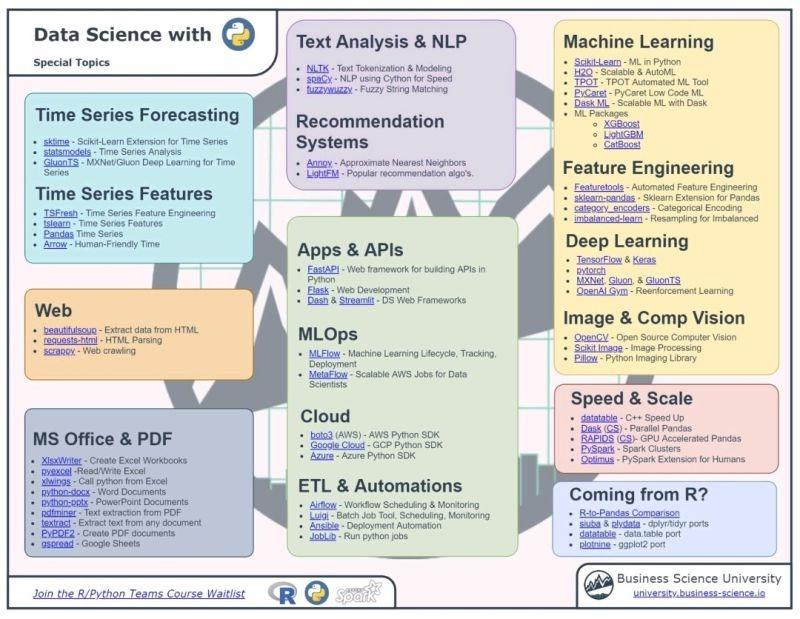 Data Science with
Special Topics
Time Series Forecasting
sktime - Scikit-Learn Extension for Time Series
statsmodels - Time Series Analysis
GluonTS - MXNet/Gluon Deep Learning for Time
Series
Time Series Features
TSFresh - Time Series Feature Engineering
tslearn - Time Series Features
Pandas Time Series
Arrow - Human-Friendly Time
Web
beautifulsoup - Extract data from HTML
requests-html - HTML Parsing
scrappy - Web crawling
MS Office & PDF
XlsxWriter - Create Excel Workbooks
pyexcel -Read/Write Excel
xlwings - Call python from Excel
python-docx - Word Documents
python-pptx - PowerPoint Documents
pdfminer - Text extraction from PDF
textract - Extract text from any document
PyPDF2 - Create PDF documents
gspread - Google Sheets
Text Analysis & NLP
NLTK - Text Tokenization & Modeling
spaCy - NLP using Cython for Speed
fuzzywuzzy - Fuzzy String Matching
Recommendation
Systems
Annoy - Approximate Nearest Neighbors
LightFM - Popular recommendation algo's.
Apps & APIs
FastAPI - Web framework for building APIs in
Python
Flask - Web Development
Dash & Streamlit - DS Web Frameworks
MLOps
MLFlow - Machine Learning Lifecycle, Tracking,
Deployment
MetaFlow - Scalable AWS Jobs for Data
Scientists
Cloud
boto3 (AWS) - AWS Python SDK
Google Cloud - GCP Python SDK
Azure - Azure Python SDK
ETL & Automations
Airflow - Workflow Scheduling & Monitoring
Luigi - Batch Job Tool, Scheduling, Monitoring
Ansible - Deployment Automation
JobLib - Run python jobs
Machine Learning
Scikit-Learn - ML in Python
H2O - Scalable & AutoML
TPOT - TPOT Automated ML Tool
PyCaret - PyCaret Low Code ML
Dask ML - Scalable ML with Dask
ML Packages
XGBoost
LightGBM
CatBoost
Feature Engineering
Featuretools - Automated Feature Engineering
sklearn-pandas - Sklearn Extension for Pandas
category_encoders - Categorical Encoding
imbalanced-learn - Resampling for Imbalanced
Deep Learning
TensorFlow & Keras
pytorch
MXNet, Gluon, & GluonTS
OpenAI Gym - Reenforcement Learning
Image & Comp Vision
OpenCV - Open Source Computer Vision
Scikit Image - Image Processing
Pillow - Python Imaging Library
Speed & Scale
datatable - C++ Speed Up
Dask (CS) - Parallel Pandas
RAPIDS (CS)- GPU Accelerated Pandas
PySpark - Spark Clusters
Optimus - PySpark Extension for Humans
Coming from R?
R-to-Pandas Comparison
siuba & plydata - dplyr/tidyr ports
datatable - data.table port
plotnine - ggplot2 port
Join the R/Python Teams Course Waitlist
R
Spark
Business Science University
university.business-science.io